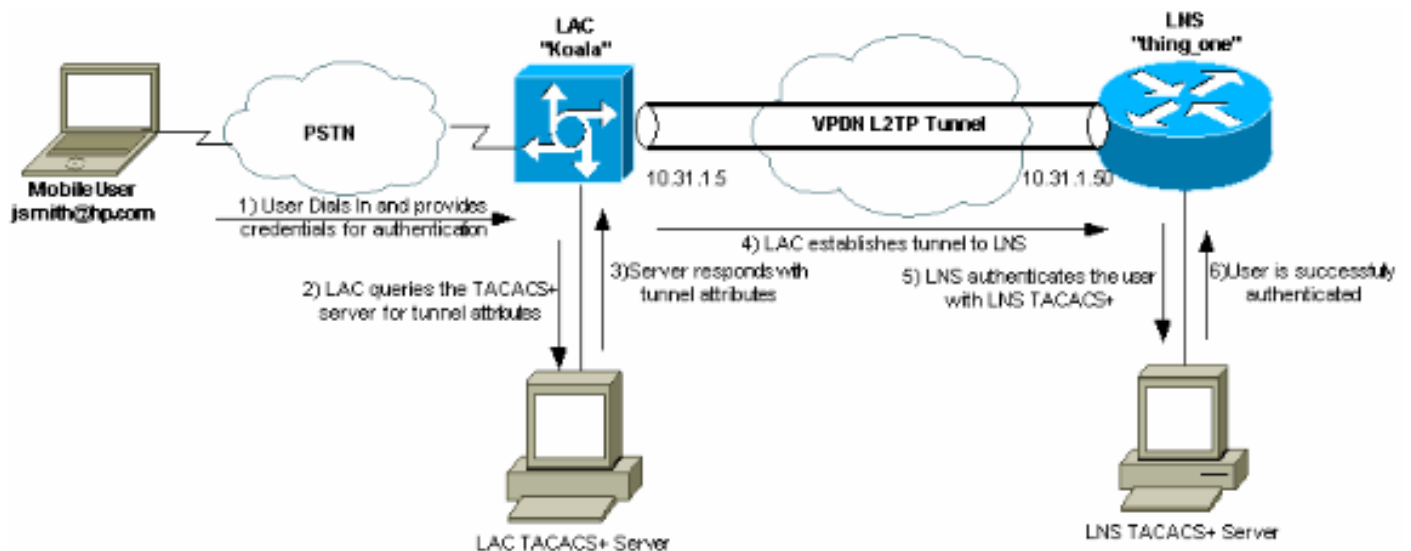 LAC
"Koala"
LNS
"thing_one"
PSTN
VPDN L2TP Tunnel
10.31.1.5
10.31.1.50
Mobile User
jsmith@hp.com
1) User Dials In and provides
credentials for authentication
2) LAC queries the TACACS+
server for tunnel attributes
3)Server responds with
tunnel attributes
4) LAC establishes tunnel to LNS
5) LNS authenticates the user
with LNS TACACS+
6)User is successfuly
authenticated
LAC TACACS+ Server
LNS TACACS+ Server